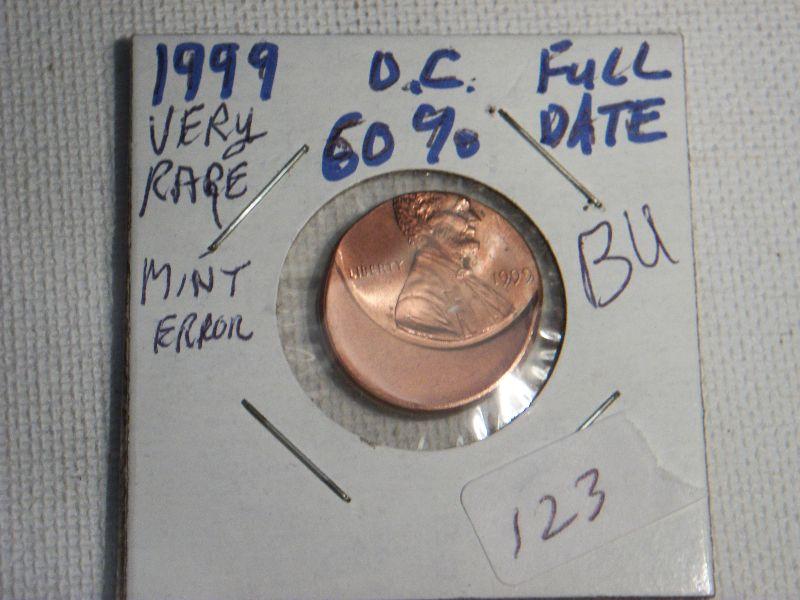 1999 O.C. FULL
VERY 60% DATE
RARE
MINT
ERROR
BU
LIBERTY 1999
123